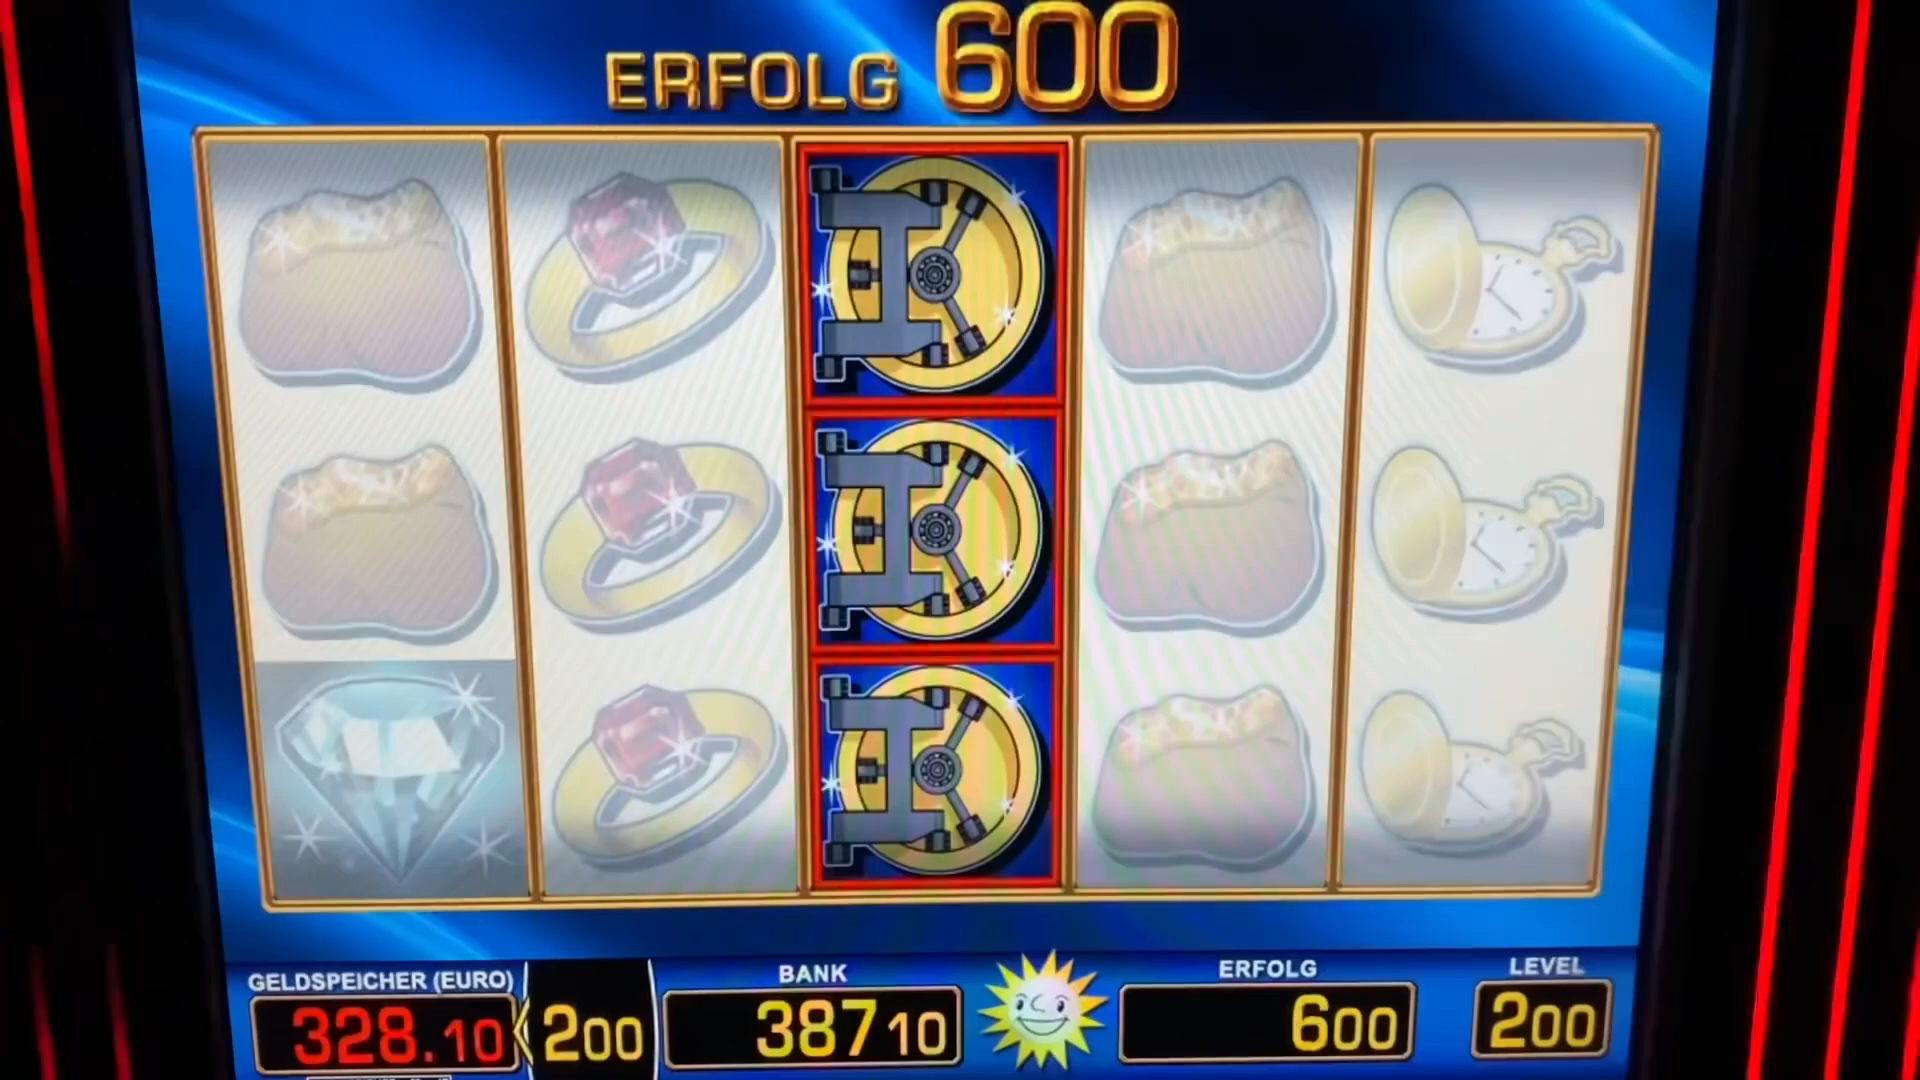 ERFOLG 600
GELDSPEICHER (EURO) BANK ERFOLG LEVEL
328.10 200 38710 600 200